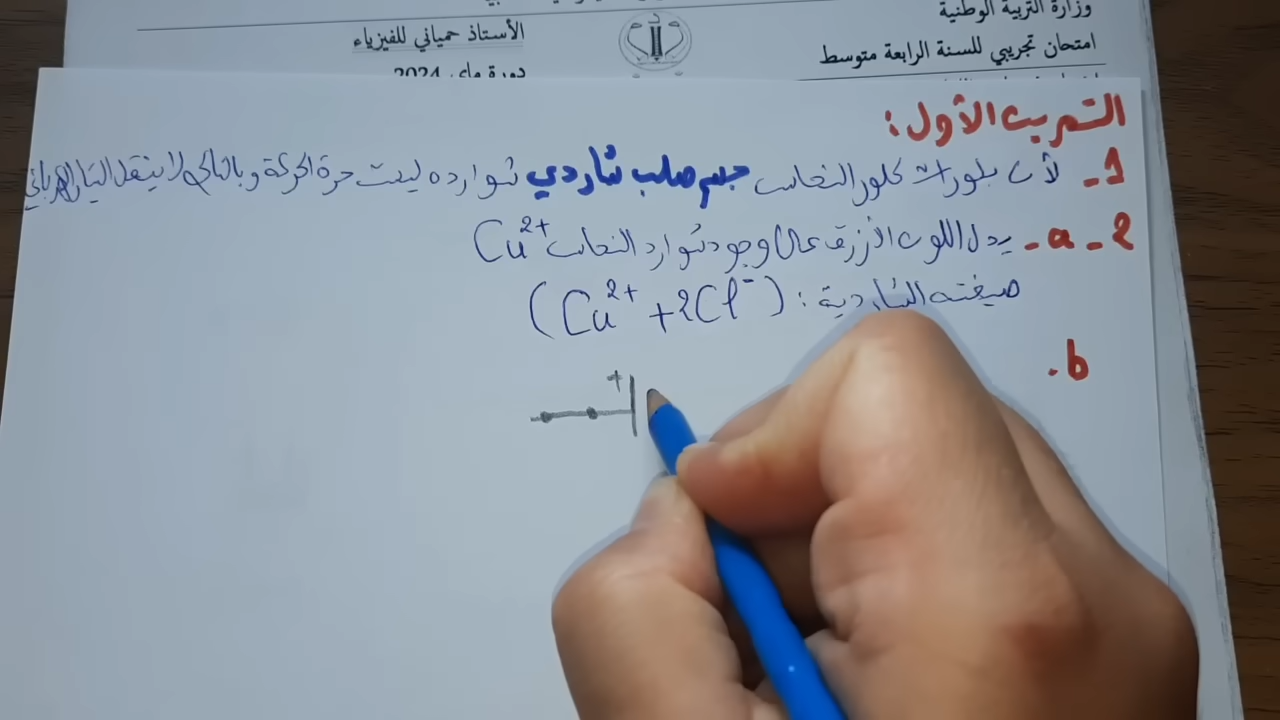 وزارة التربية الوطنية
امتحان تجريبي للسنة الرابعة متوسط
الأستاذ حمياني للفيزياء
دورة ماي 2024
التمرين الأول:
1- لأن بلورات كلور النحاس جسم صلب شاردي شوارده ليست حرة الحركة وبالتالي لا ينقل التيار الكهربائي
2-a- يدل اللون الأزرق على وجود شوارد النحاس Cu²⁺
صيغته الشاردية: (Cu²⁺ + 2Cl⁻)
b.
+